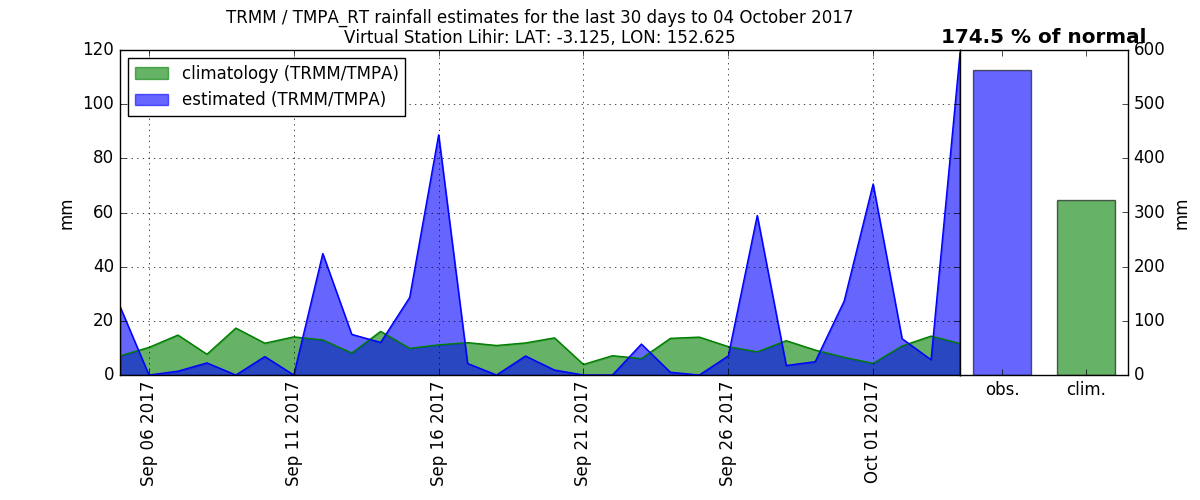 TRMM / TMPA_RT rainfall estimates for the last 30 days to 04 October 2017
Virtual Station Lihir: LAT: -3.125, LON: 152.625
174.5 % of normal
climatology (TRMM/TMPA)
estimated (TRMM/TMPA)
120
100
80
60
40
20
0
mm
600
500
400
300
200
100
0
mm
Sep 06 2017
Sep 11 2017
Sep 16 2017
Sep 21 2017
Sep 26 2017
Oct 01 2017
obs.
clim.